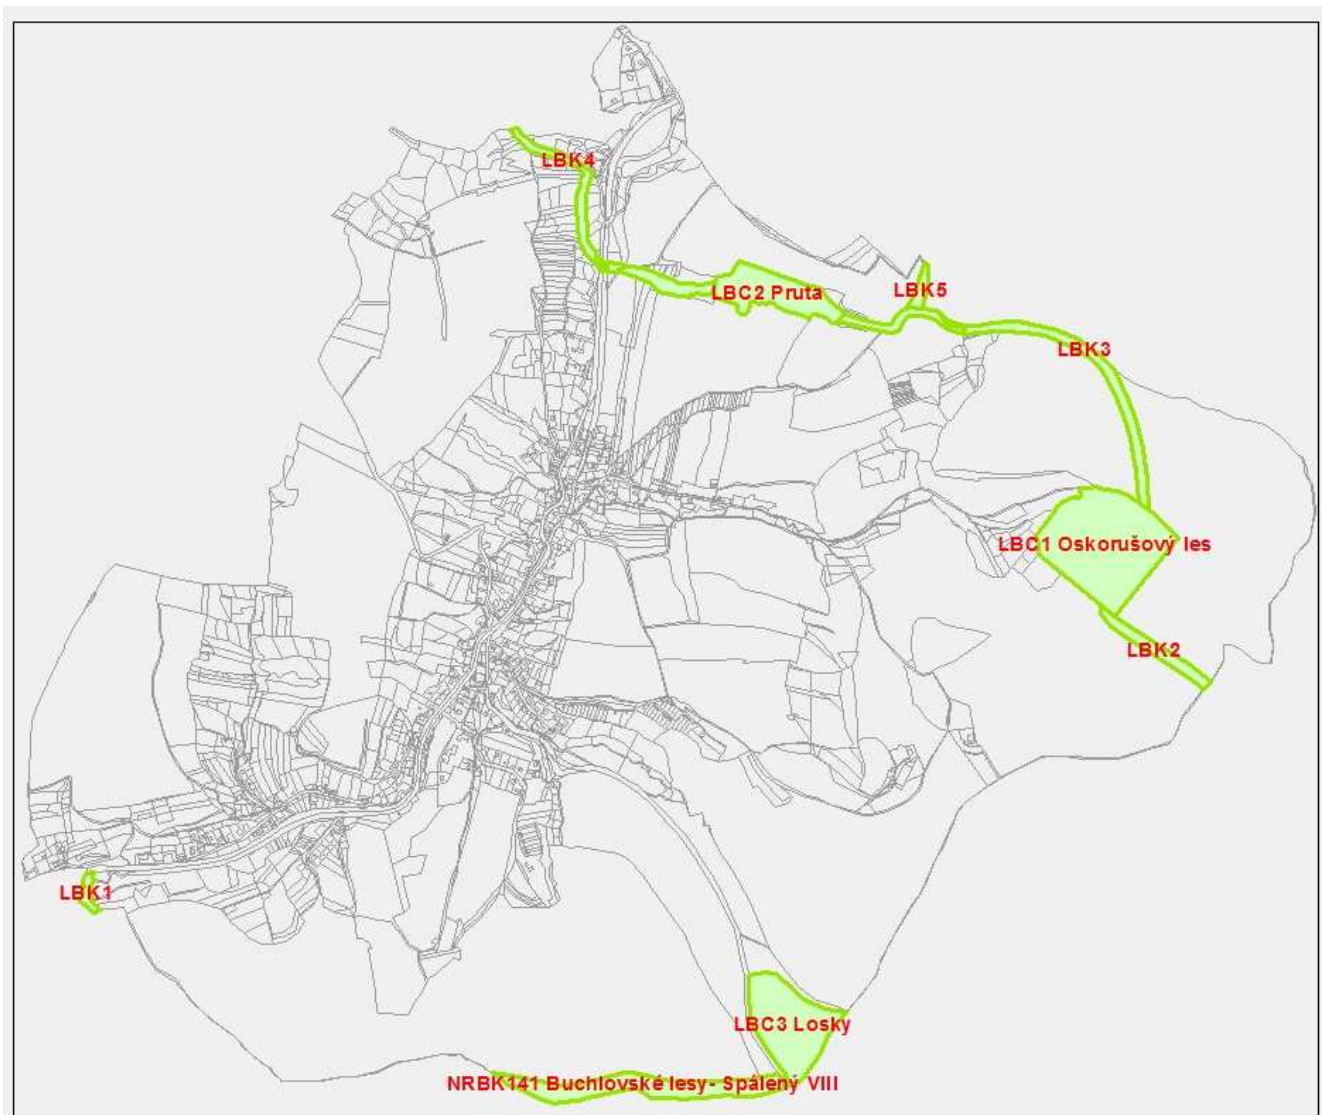 LBK4
LBC2 Pruta
LBK5
LBK3
LBC1 Oskorušový les
LBK2
LBK1
LBC3 Losky
NRBK141 Buchlovské lesy- Spálený VIII